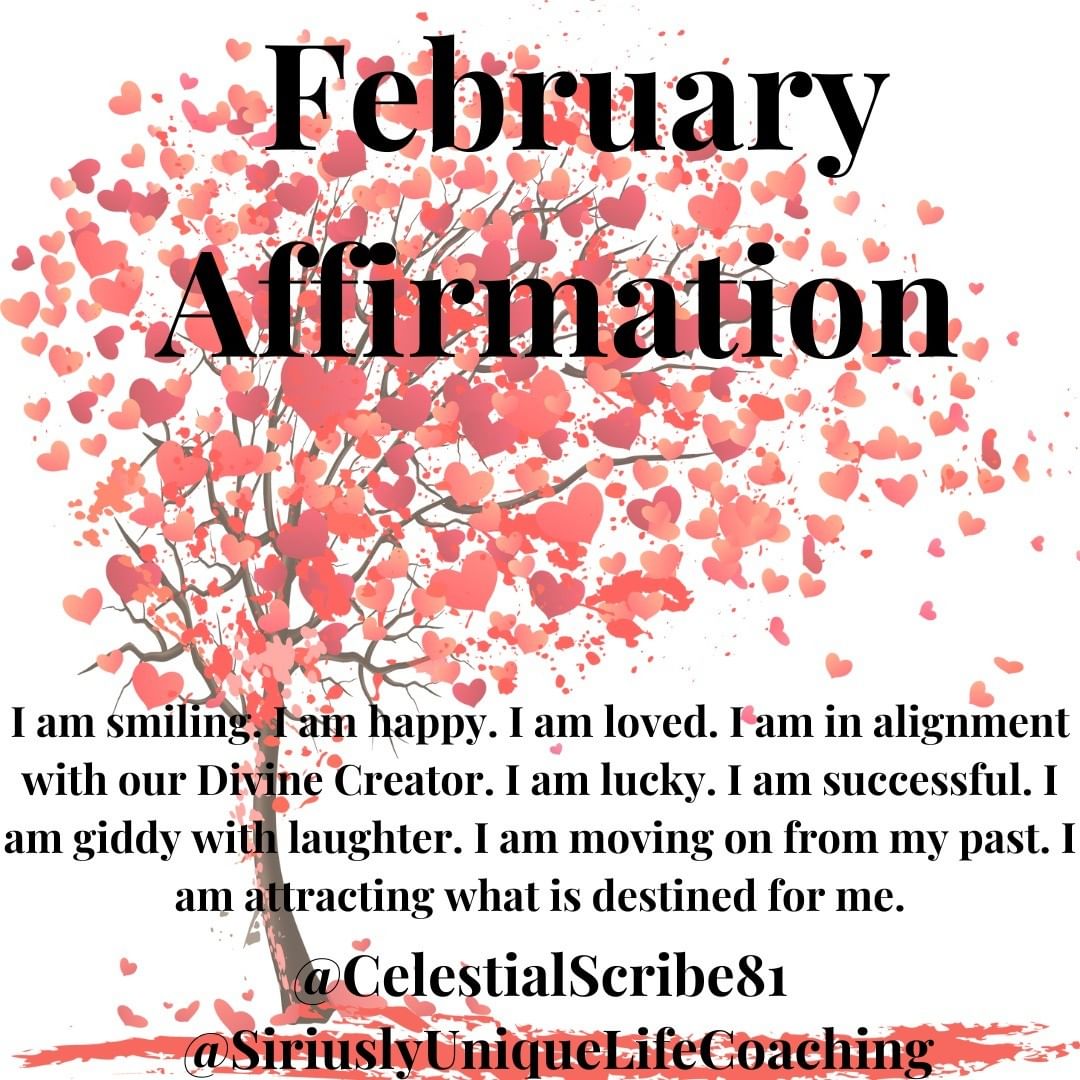 February
Affirmation
I am smiling. I am happy. I am loved. I am in alignment
with our Divine Creator. I am lucky. I am successful. I
am giddy with laughter. I am moving on from my past. I
am attracting what is destined for me.
@CelestialScribe81
@SiriuslyUniqueLifeCoaching